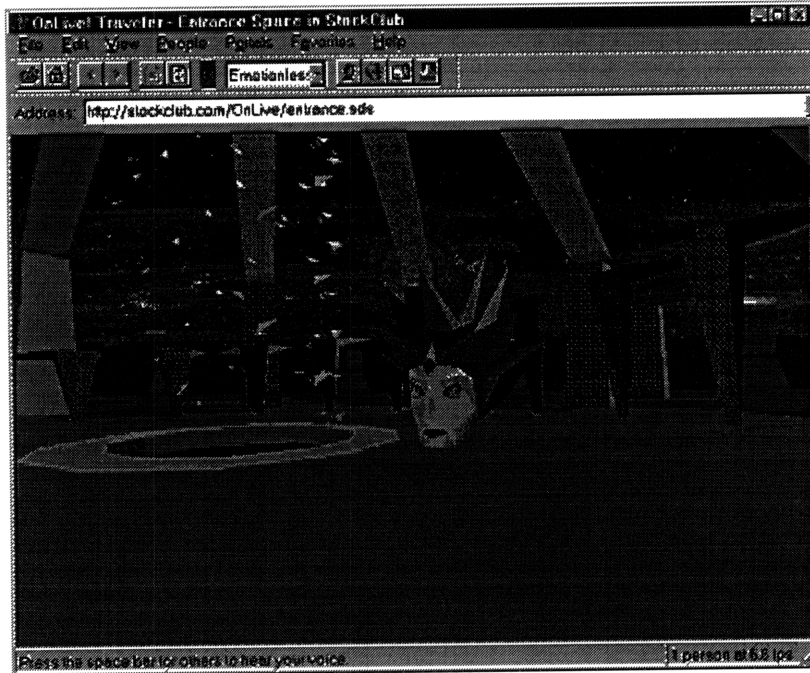 OnLive! Traveler - Entrance Space in StockClub
File Edit View People Portals Favorites Help
Emotionless
Address: http://stockclub.com/OnLive/entrance.sds
Press the space bar for others to hear your voice.
1 person at 6.8 fps